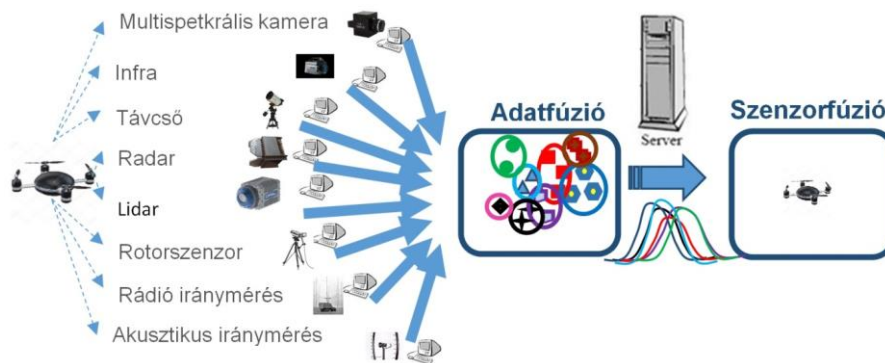 Multispetkrális kamera
Infra
Távcső
Radar
Lidar
Rotorszenzor
Rádió iránymérés
Akusztikus iránymérés
Adatfúzió
Server
Szenzorfúzió